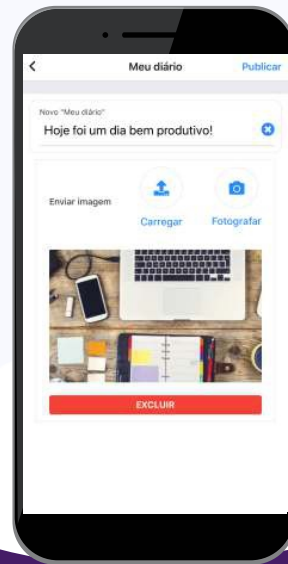 Meu diário
Publicar
Novo "Meu diário"
Hoje foi um dia bem produtivo!
Enviar imagem
Carregar
Fotografar
EXCLUIR